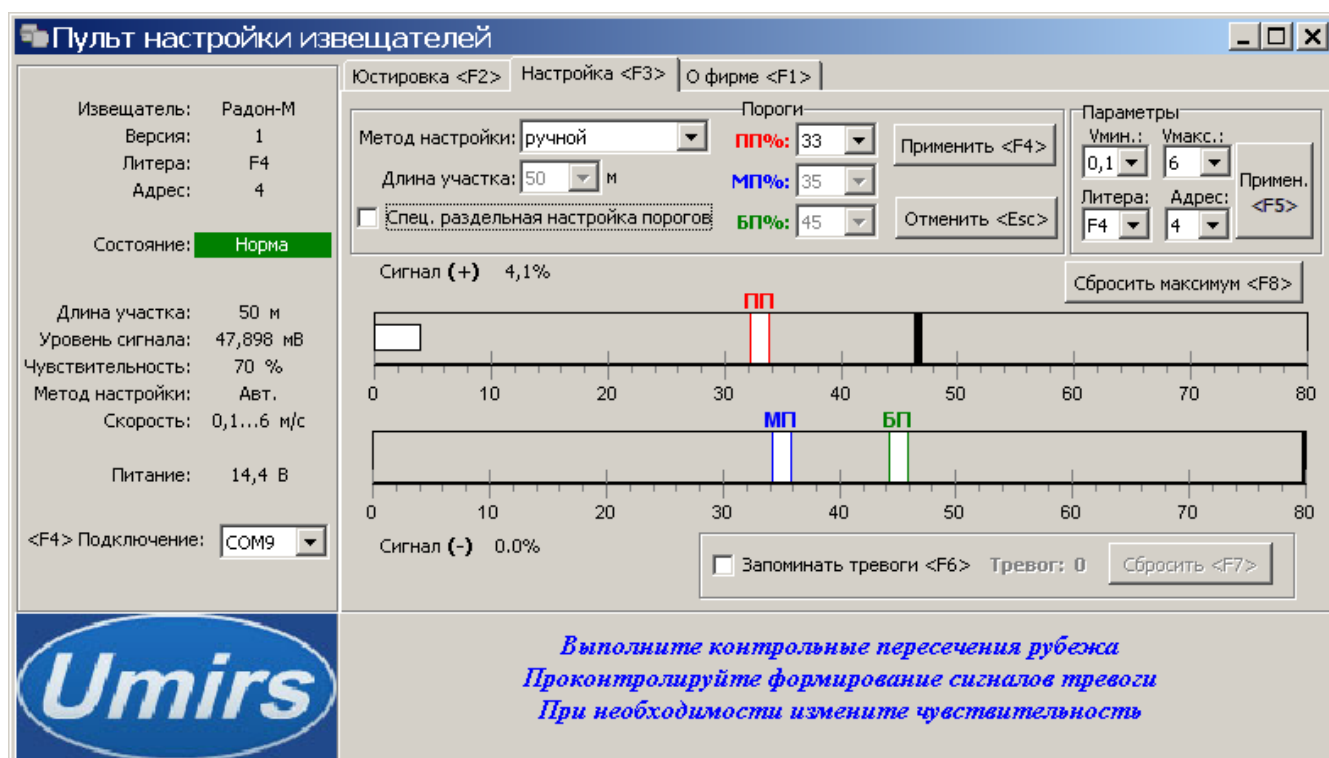 Пульт настройки извещателей
Юстировка <F2> Настройка <F3> О фирме <F1>
Извещатель: Радон-М
Версия: 1
Литера: F4
Адрес: 4
Состояние: Норма
Длина участка: 50 м
Уровень сигнала: 47,898 мВ
Чувствительность: 70 %
Метод настройки: Авт.
Скорость: 0,1...6 м/с
Питание: 14,4 В
<F4> Подключение: COM9
Пороги
Метод настройки: ручной
Длина участка: 50 м
Спец. раздельная настройка порогов
ПП%: 33
МП%: 35
БП%: 45
Применить <F4>
Отменить <Esc>
Параметры
Vмин.: Vмакс.:
0,1 6
Литера: Адрес:
F4 4
Примен.
<F5>
Сигнал (+) 4,1%
Сбросить максимум <F8>
ПП
0 10 20 30 40 50 60 70 80
МП БП
0 10 20 30 40 50 60 70 80
Сигнал (-) 0.0%
Запоминать тревоги <F6> Тревог: 0 Сбросить <F7>
Umirs
Выполните контрольные пересечения рубежа
Проконтролируйте формирование сигналов тревоги
При необходимости измените чувствительность